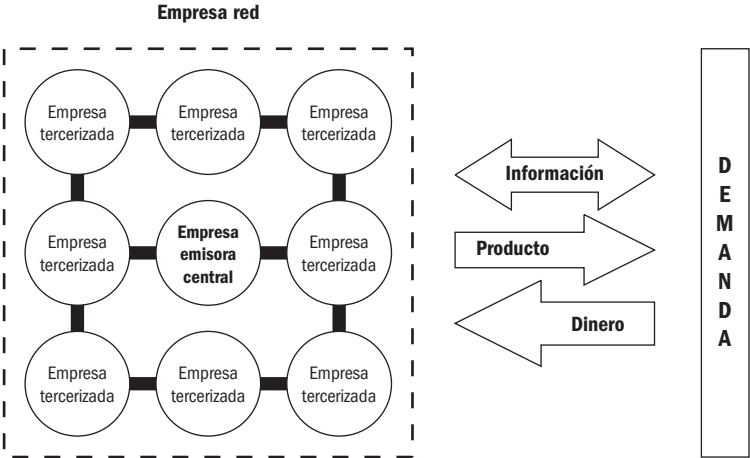 Empresa red
Empresa
tercerizada
Empresa
tercerizada
Empresa
tercerizada
Empresa
tercerizada
Empresa
emisora
central
Empresa
tercerizada
Empresa
tercerizada
Empresa
tercerizada
Empresa
tercerizada
Información
Producto
Dinero
D
E
M
A
N
D
A